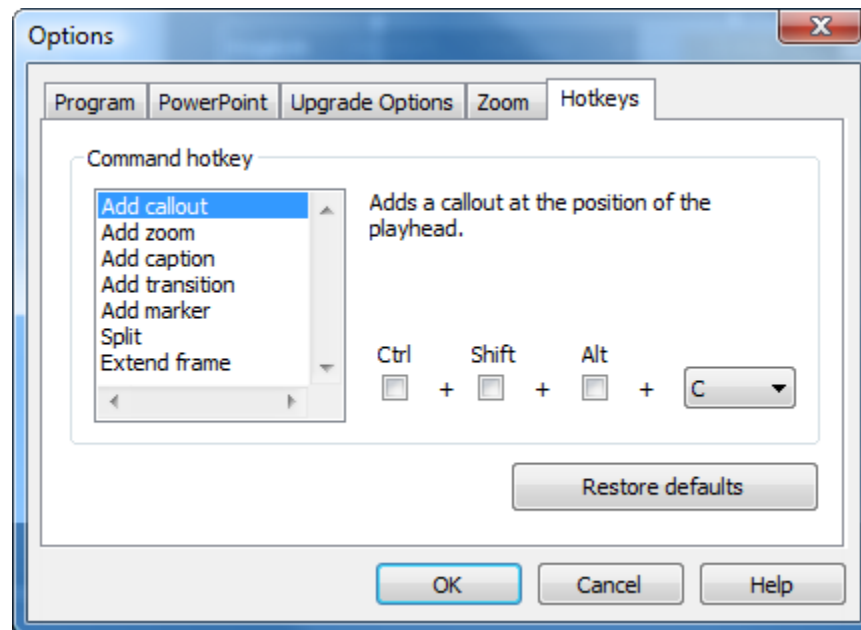 Options
Program PowerPoint Upgrade Options Zoom Hotkeys
Command hotkey
Add callout
Add zoom
Add caption
Add transition
Add marker
Split
Extend frame
Adds a callout at the position of the
playhead.
Ctrl Shift Alt
+ + + C
Restore defaults
OK Cancel Help